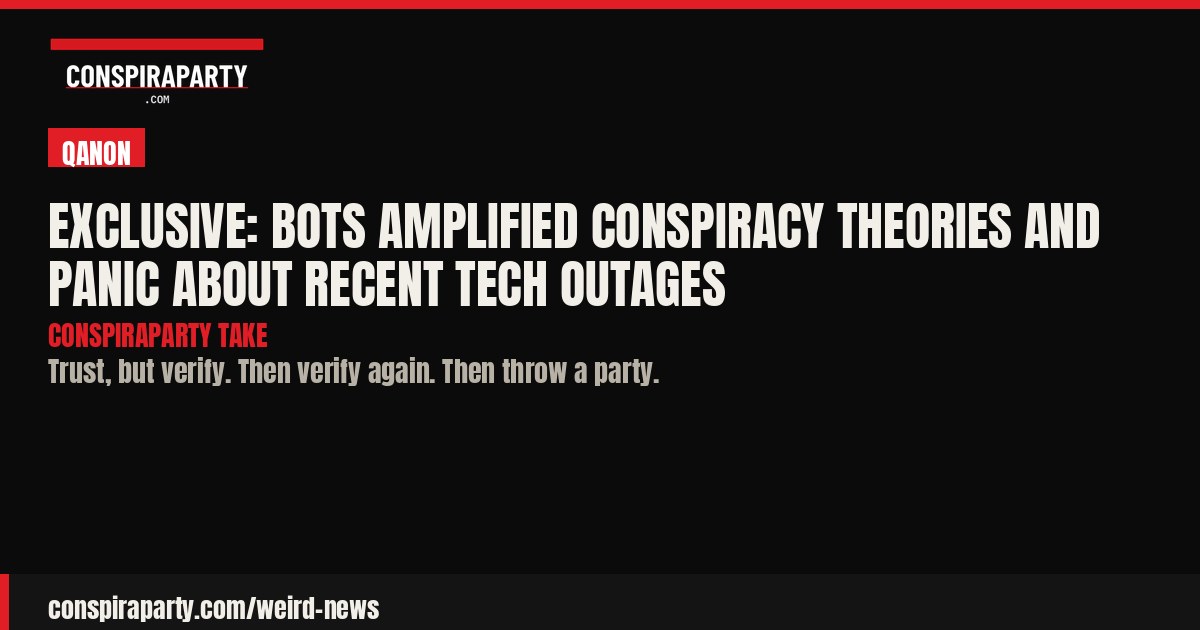 CONSPIRAPARTY
.COM
QANON
EXCLUSIVE: BOTS AMPLIFIED CONSPIRACY THEORIES AND
PANIC ABOUT RECENT TECH OUTAGES
CONSPIRAPARTY TAKE
Trust, but verify. Then verify again. Then throw a party.
conspiraparty.com/weird-news